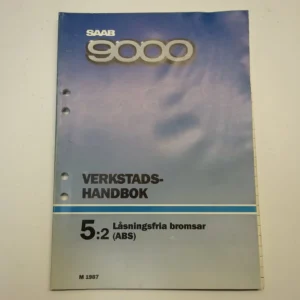 SAAB
9000
VERKSTADS-
HANDBOK
5:2 Låsningsfria bromsar
(ABS)
M 1987